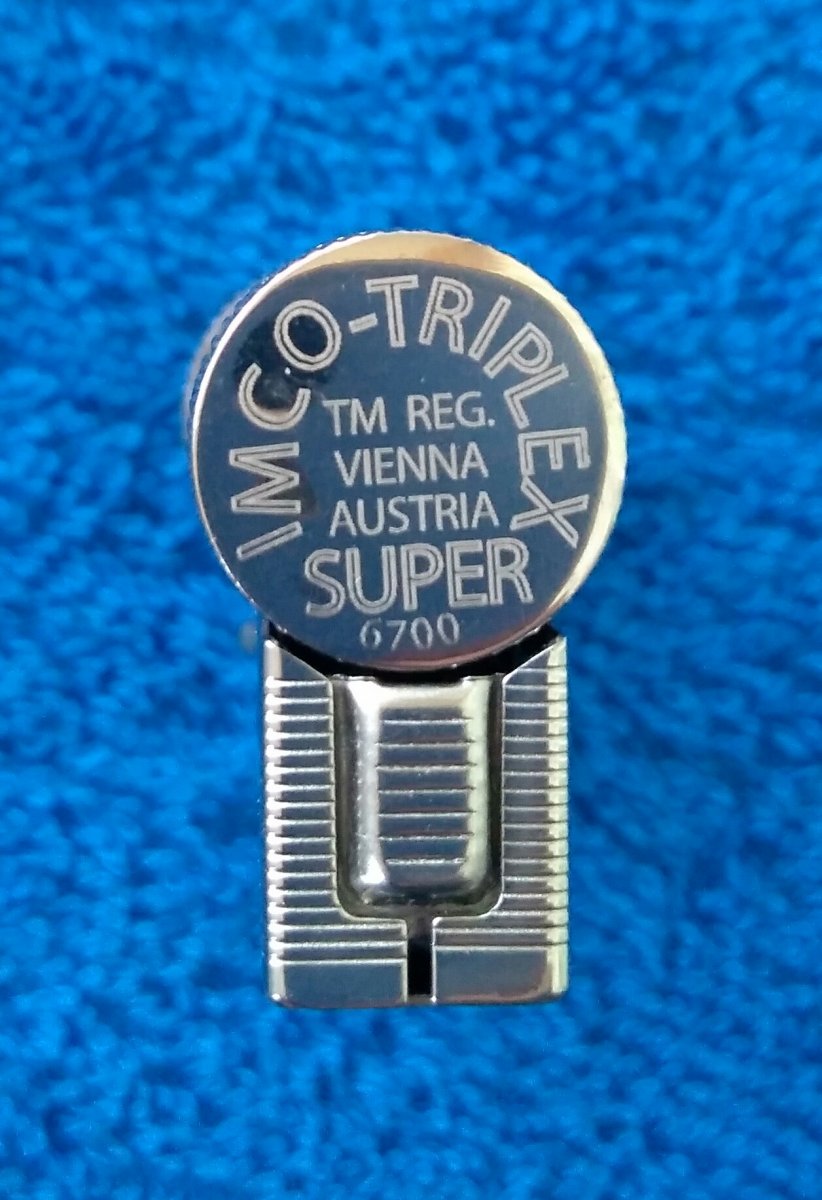 IMCO-TRIPLEX
TM REG.
VIENNA
AUSTRIA
SUPER
6700